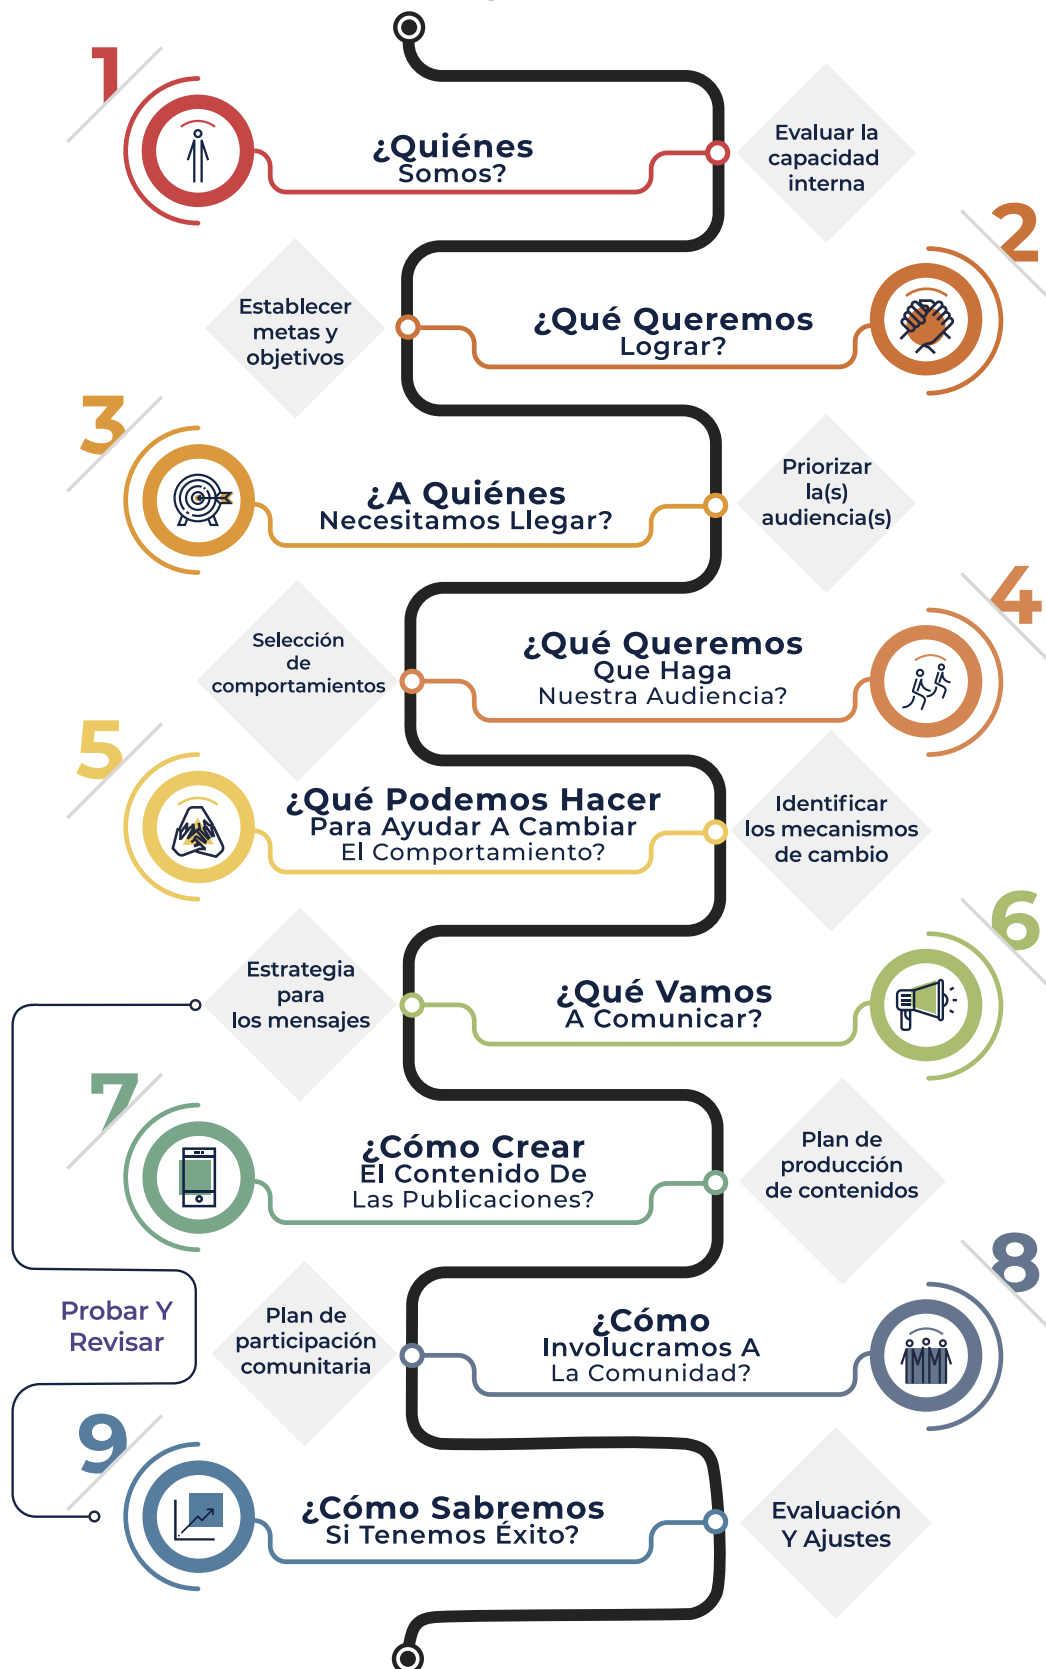 1
¿Quiénes
Somos?
Evaluar la
capacidad
interna
2
¿Qué Queremos
Lograr?
Establecer
metas y
objetivos
3
¿A Quiénes
Necesitamos Llegar?
Priorizar
la(s)
audiencia(s)
4
¿Qué Queremos
Que Haga
Nuestra Audiencia?
Selección
de
comportamientos
5
¿Qué Podemos Hacer
Para Ayudar A Cambiar
El Comportamiento?
Identificar
los mecanismos
de cambio
6
¿Qué Vamos
A Comunicar?
Estrategia
para
los mensajes
7
¿Cómo Crear
El Contenido De
Las Publicaciones?
Plan de
producción
de contenidos
8
¿Cómo
Involucramos A
La Comunidad?
Plan de
participación
comunitaria
Probar Y
Revisar
9
¿Cómo Sabremos
Si Tenemos Éxito?
Evaluación
Y Ajustes